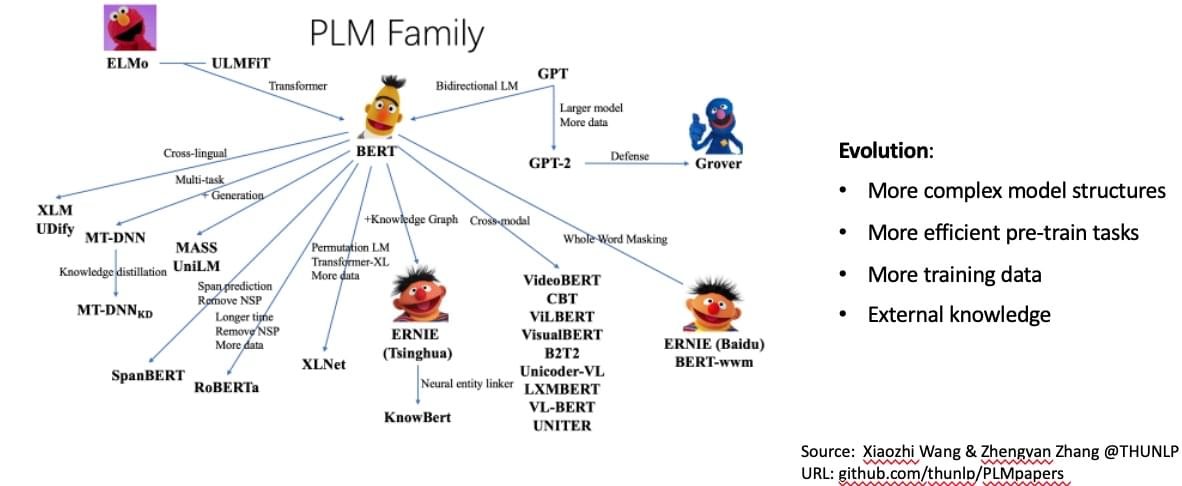 PLM Family
ELMo
ULMFiT
GPT
Transformer
Bidirectional LM
Larger model
More data
BERT
GPT-2
Defense
Grover
Cross-lingual
Multi-task
+ Generation
XLM
UDify
MT-DNN
MASS
UniLM
Knowledge distillation
MT-DNNKD
+Knowledge Graph
Cross-modal
Whole Word Masking
Permutation LM
Transformer-XL
More data
Span prediction
Remove NSP
Longer time
Remove NSP
More data
SpanBERT
RoBERTa
XLNet
ERNIE
(Tsinghua)
Neural entity linker
KnowBert
VideoBERT
CBT
ViLBERT
VisualBERT
B2T2
Unicoder-VL
LXMBERT
VL-BERT
UNITER
ERNIE (Baidu)
BERT-wwm
Evolution:
• More complex model structures
• More efficient pre-train tasks
• More training data
• External knowledge
Source: Xiaozhi Wang & Zhengyan Zhang @THUNLP
URL: github.com/thunlp/PLMpapers